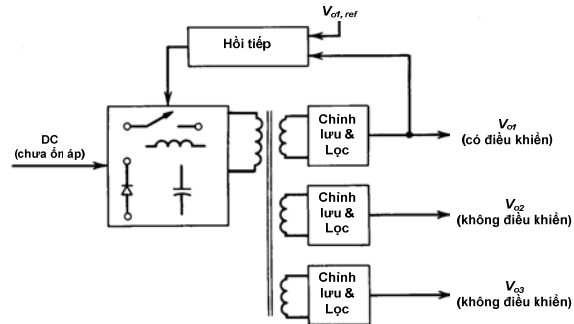 Vo1, ref
Hồi tiếp
DC
(chưa ổn áp)
Chỉnh
lưu &
Lọc
Vo1
(có điều khiển)
Chỉnh
lưu &
Lọc
Vo2
(không điều khiển)
Chỉnh
lưu &
Lọc
Vo3
(không điều khiển)